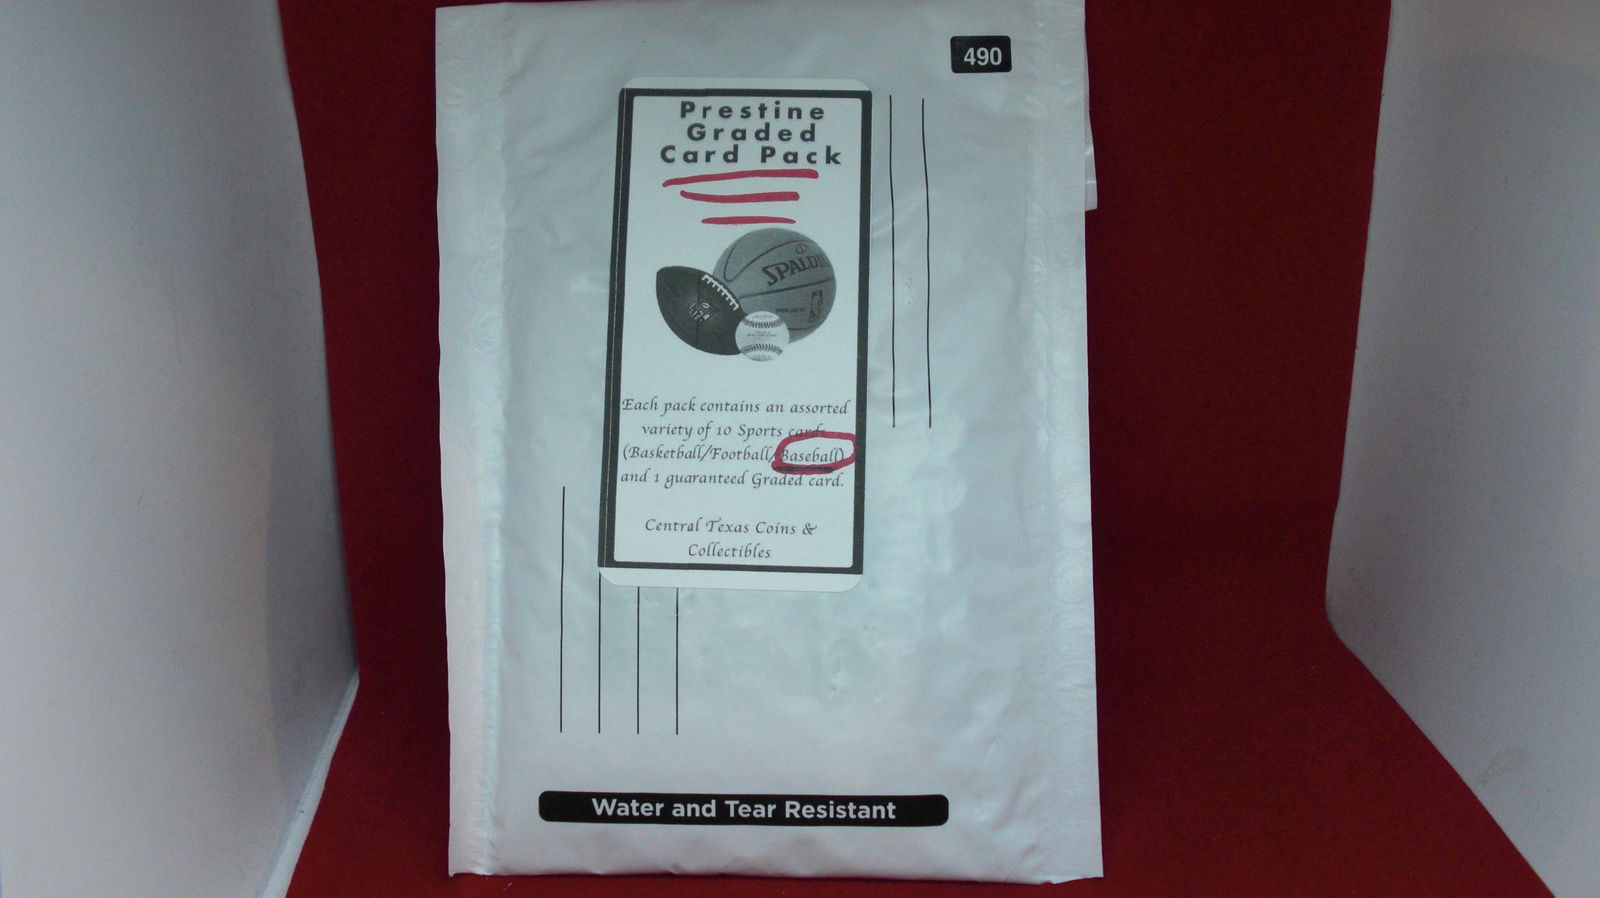 490
Prestine
Graded
Card Pack
SPALDIN
Each pack contains an assorted
variety of 10 Sports cards
(Basketball/Football/Baseball)
and 1 guaranteed Graded card.
Central Texas Coins &
Collectibles
Water and Tear Resistant